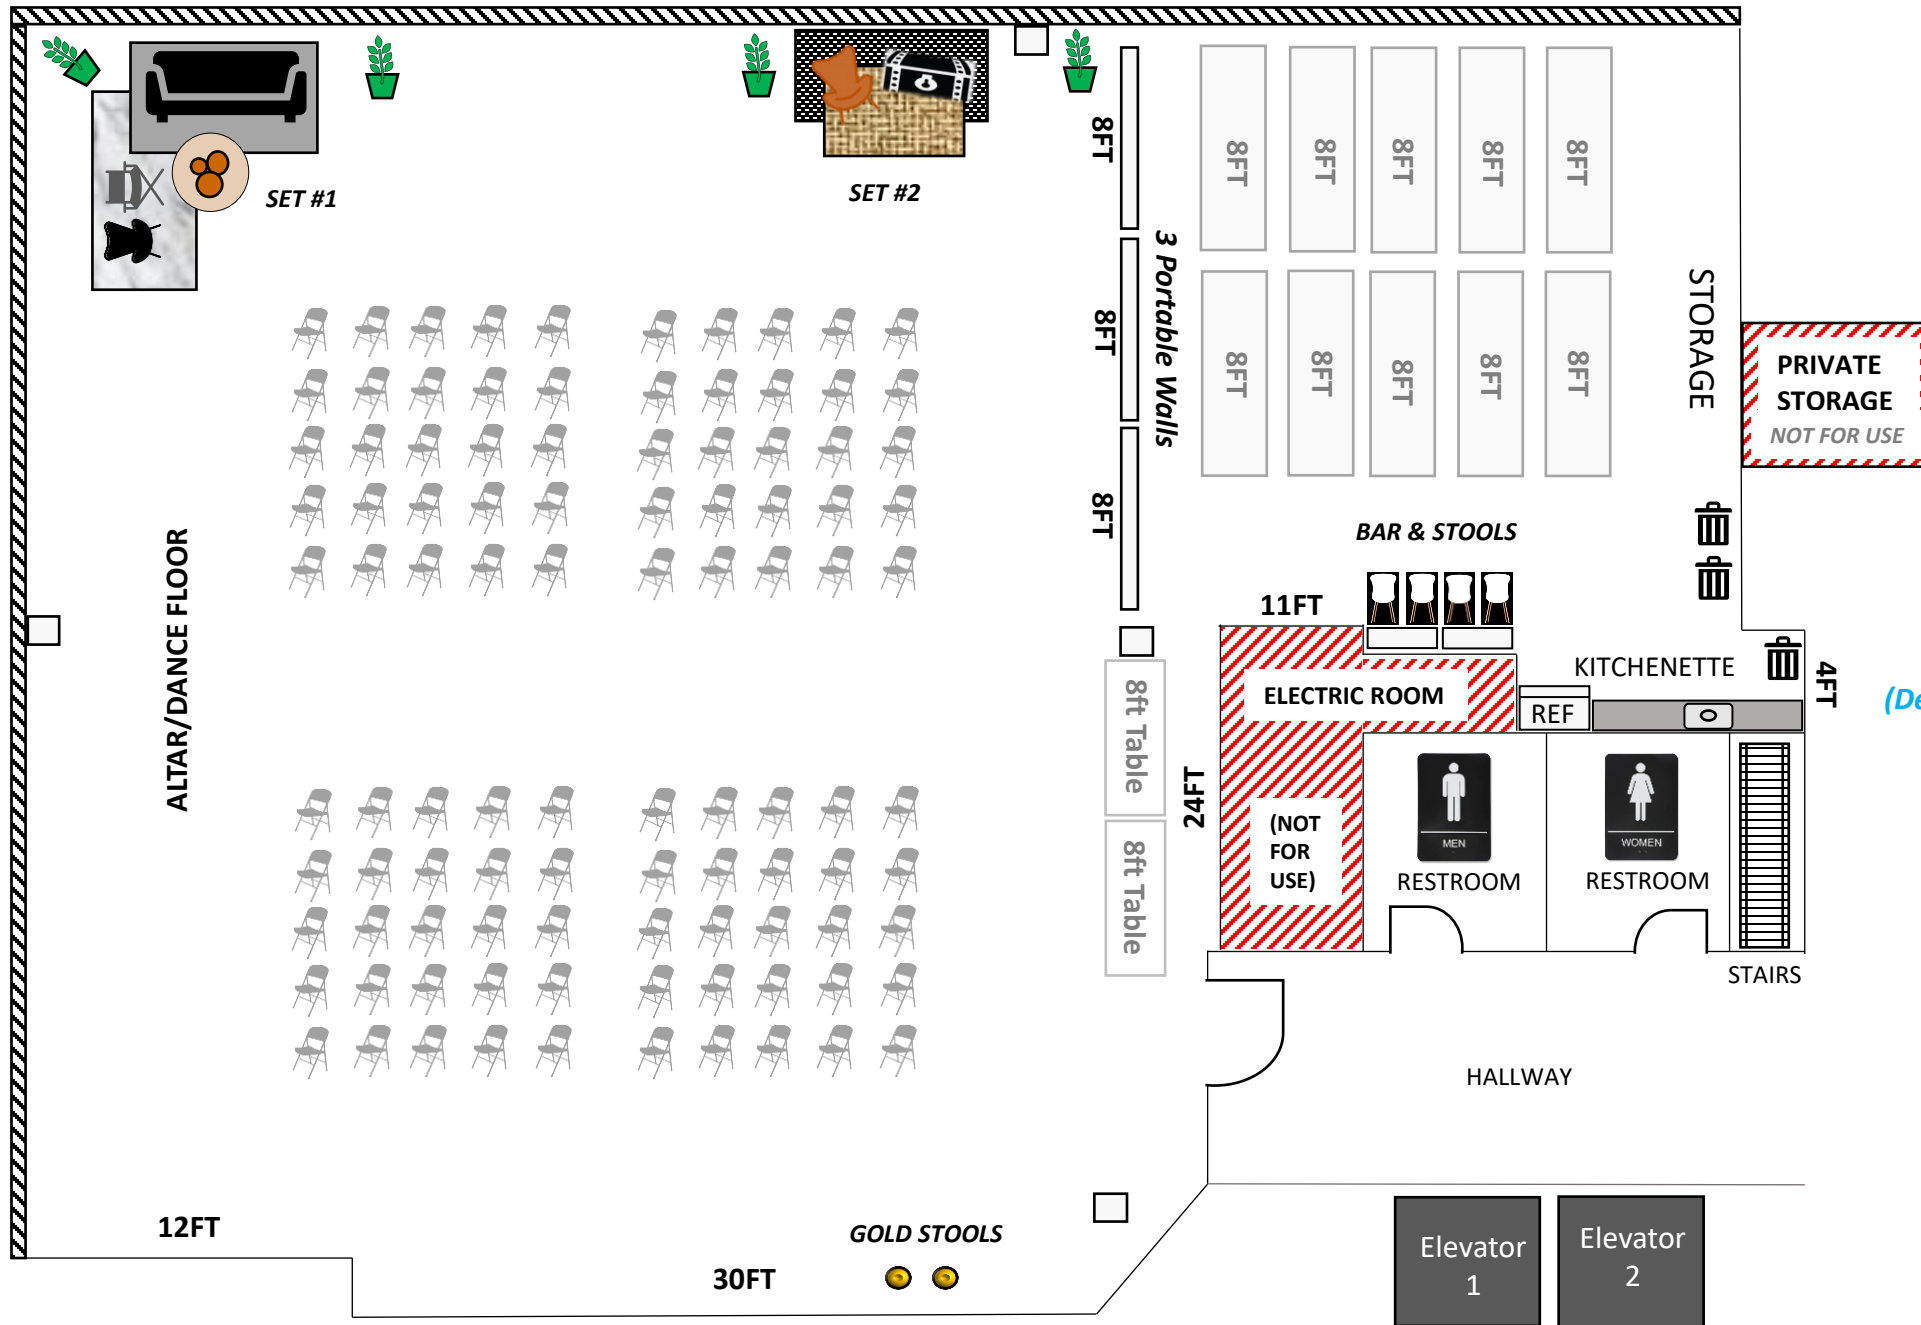 SET #1
SET #2
8FT
8FT
8FT
3 Portable Walls
8FT
8FT
8FT
8FT
8FT
8FT
8FT
8FT
8FT
8FT
STORAGE
PRIVATE
STORAGE
NOT FOR USE
BAR & STOOLS
ALTAR/DANCE FLOOR
11FT
ELECTRIC ROOM
(NOT
FOR
USE)
24FT
8ft Table
8ft Table
KITCHENETTE
REF
4FT
(De
MEN
RESTROOM
WOMEN
RESTROOM
STAIRS
HALLWAY
12FT
30FT
GOLD STOOLS
Elevator
1
Elevator
2